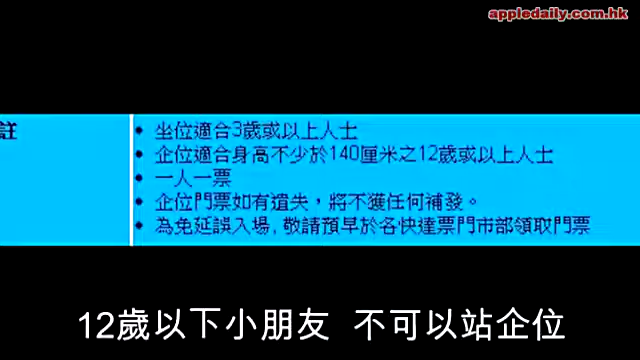 appledaily.com.hk
註
• 坐位適合3歲或以上人士
• 企位適合身高不少於140厘米之12歲或以上人士
• 一人一票
• 企位門票如有遺失，將不獲任何補發。
• 為免延誤入場, 敬請預早於各快達票門市部領取門票
12歲以下小朋友 不可以站企位